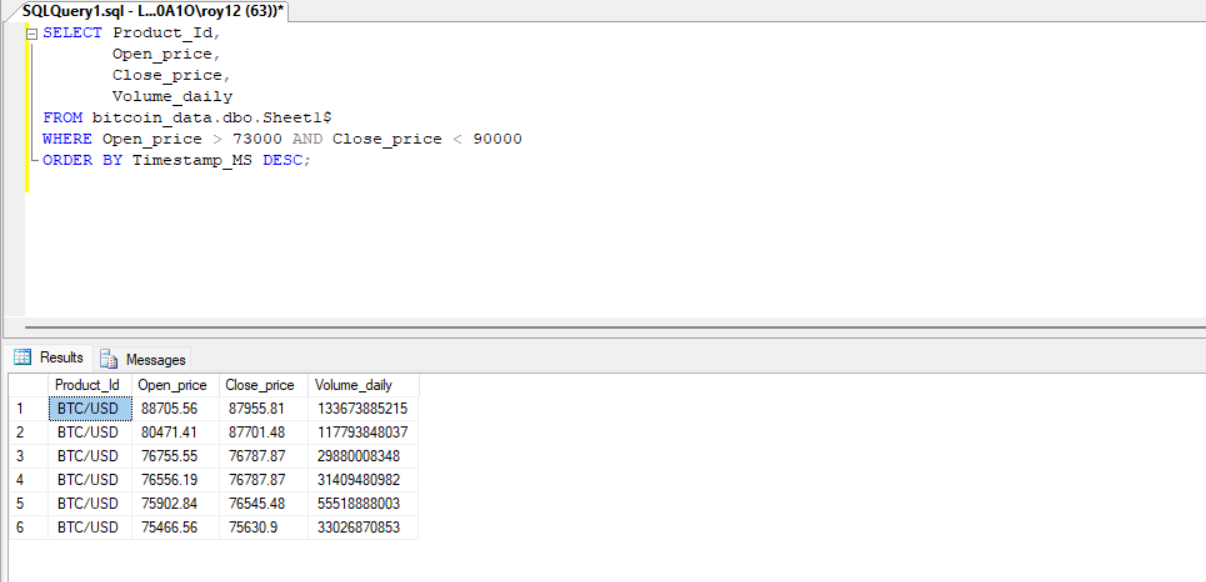 SQLQuery1.sql - L...0A1O\roy12 (63))*
SELECT Product_Id,
Open_price,
Close_price,
Volume_daily
FROM bitcoin_data.dbo.Sheet1$
WHERE Open_price > 73000 AND Close_price < 90000
ORDER BY Timestamp_MS DESC;
Results Messages
Product_Id Open_price Close_price Volume_daily
1 BTC/USD 88705.56 87955.81 133673885215
2 BTC/USD 80471.41 87701.48 117793848037
3 BTC/USD 76755.55 76787.87 29880008348
4 BTC/USD 76556.19 76787.87 31409480982
5 BTC/USD 75902.84 76545.48 55518888003
6 BTC/USD 75466.56 75630.9 33026870853